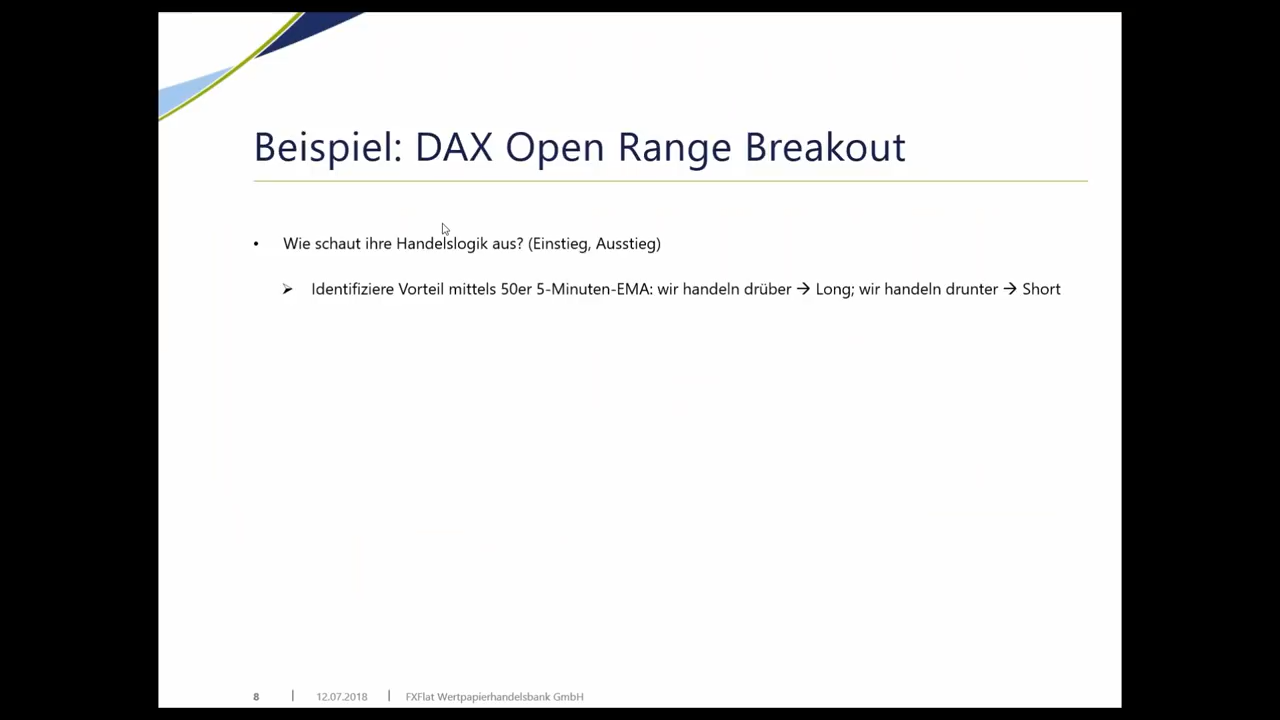 Beispiel: DAX Open Range Breakout
• Wie schaut ihre Handelslogik aus? (Einstieg, Ausstieg)
➢ Identifiziere Vorteil mittels 50er 5-Minuten-EMA: wir handeln drüber → Long; wir handeln drunter → Short
8 | 12.07.2018 | FXFlat Wertpapierhandelsbank GmbH